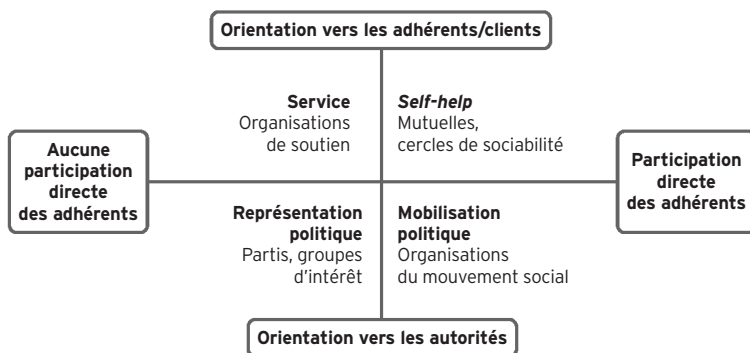 Orientation vers les adhérents/clients
Service
Organisations
de soutien
Self-help
Mutuelles,
cercles de sociabilité
Aucune
participation
directe
des adhérents
Participation
directe
des adhérents
Représentation
politique
Partis, groupes
d'intérêt
Mobilisation
politique
Organisations
du mouvement social
Orientation vers les autorités